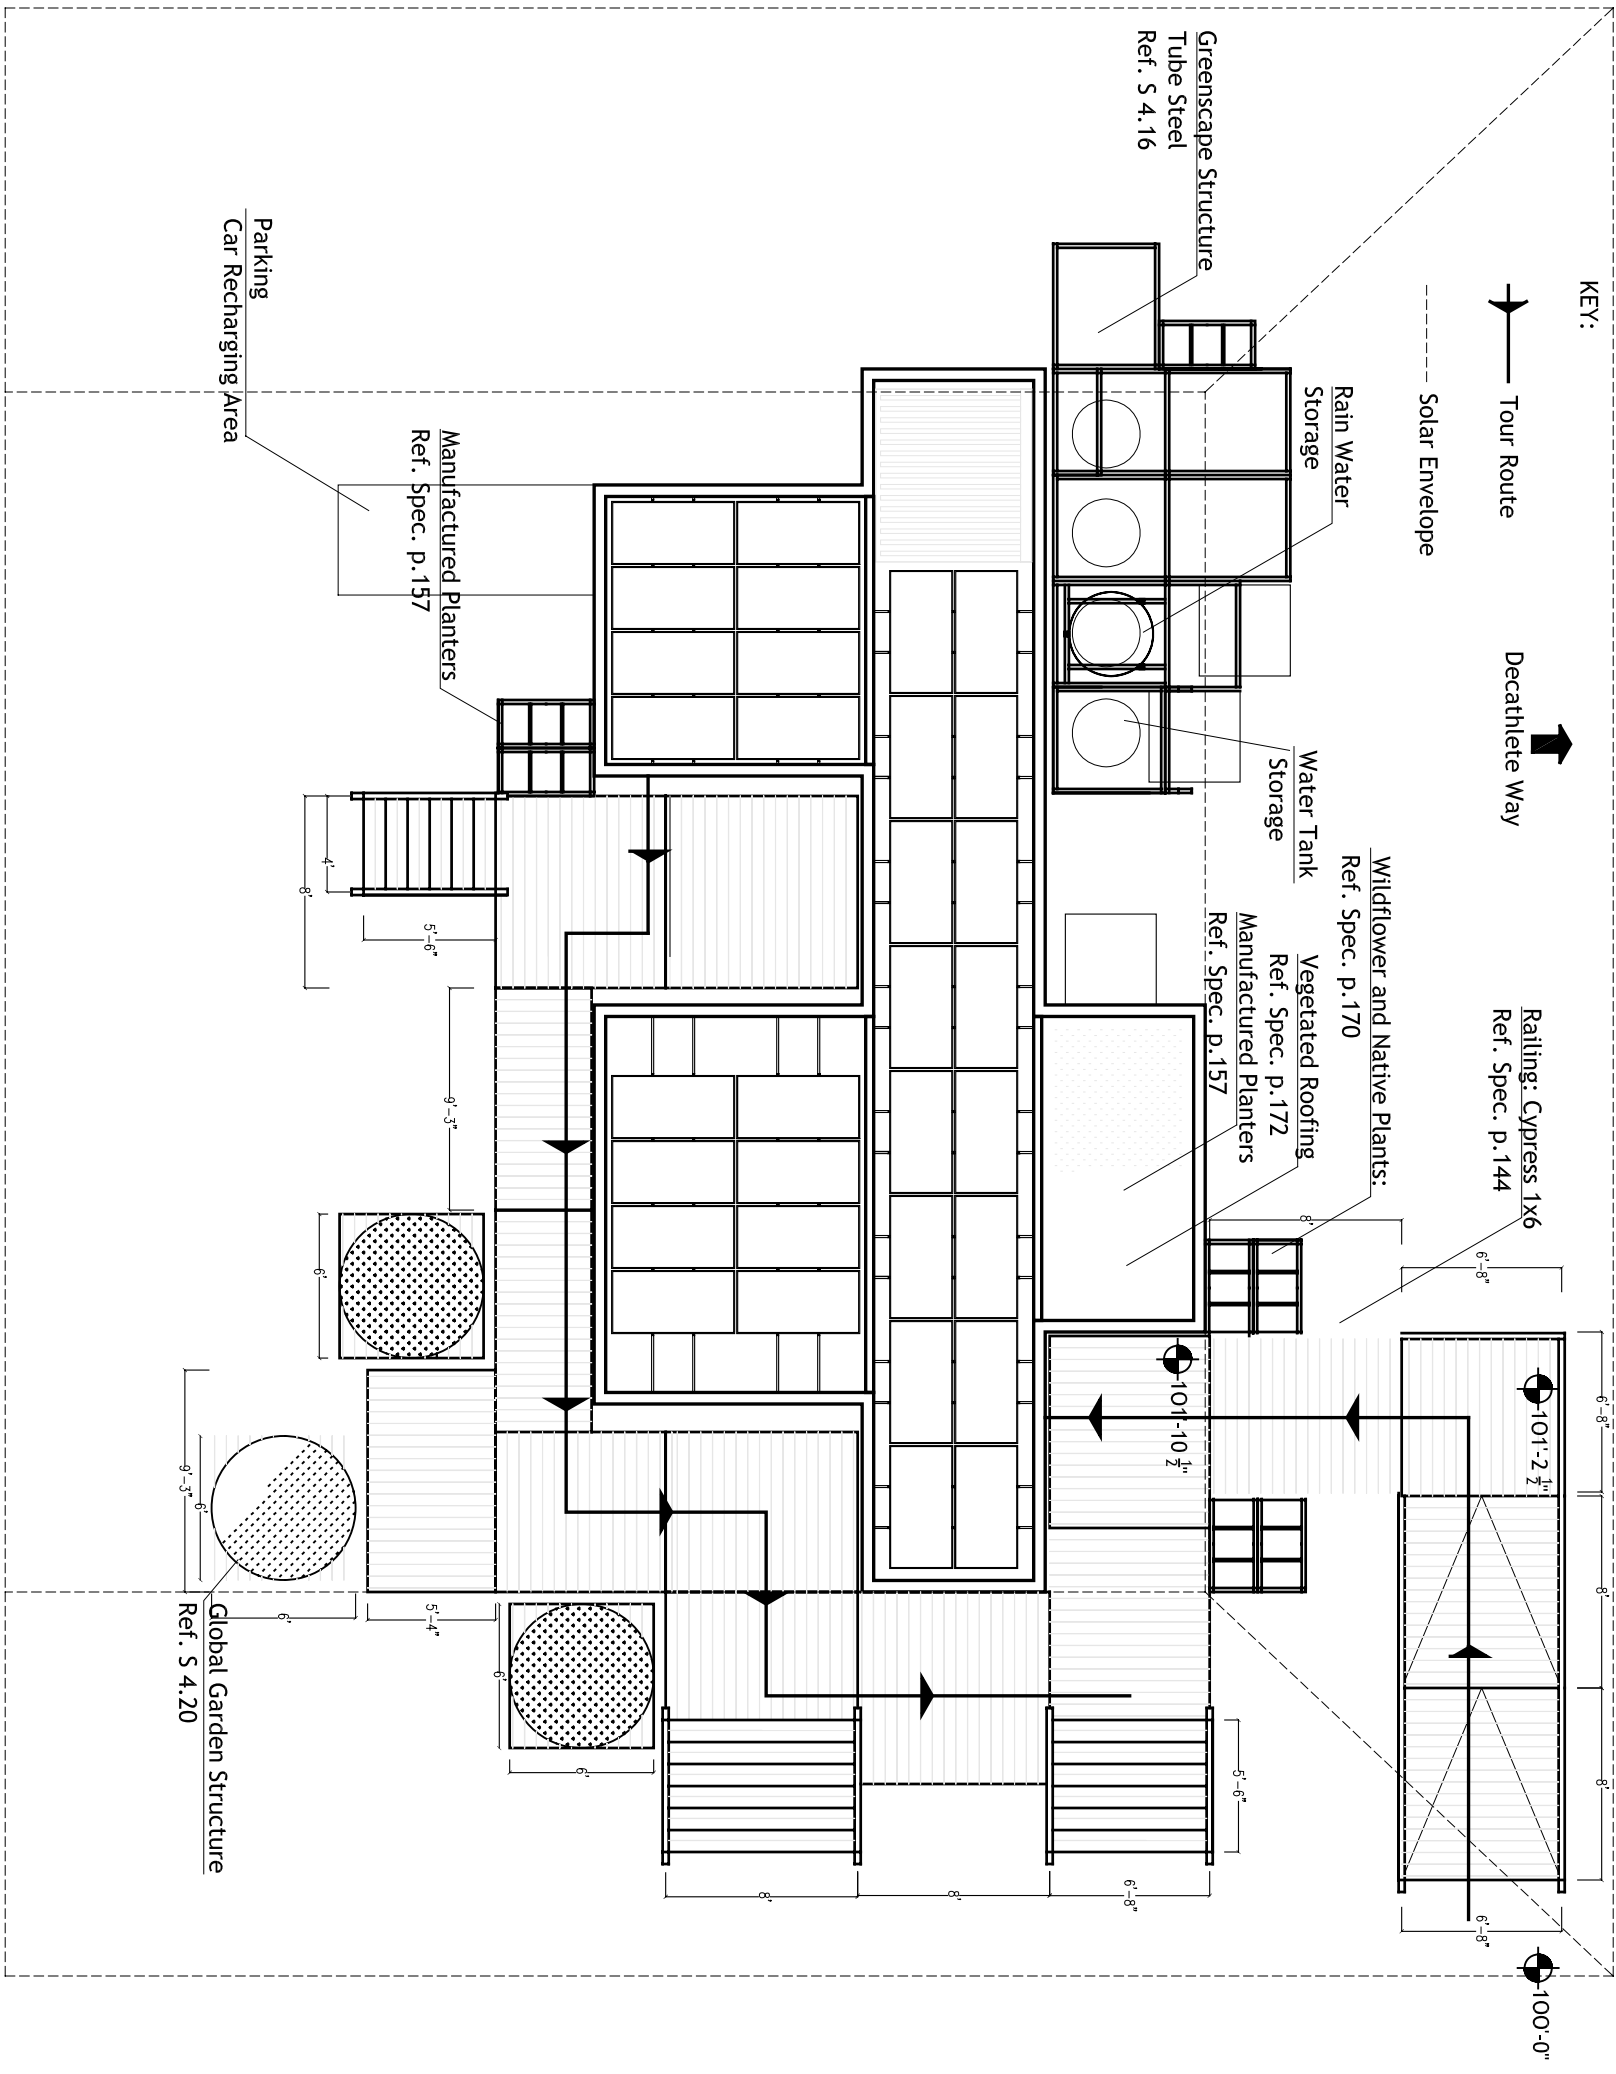 KEY:
Tour Route
Solar Envelope
Decathlete Way
Greenscape Structure
Tube Steel
Ref. S 4.16
Rain Water
Storage
Water Tank
Storage
Wildflower and Native Plants:
Ref. Spec. p.170
Vegetated Roofing
Ref. Spec. p.172
Manufactured Planters
Ref. Spec. p.157
Railing: Cypress 1x6
Ref. Spec. p.144
Parking
Car Recharging Area
Manufactured Planters
Ref. Spec. p.157
Global Garden Structure
Ref. S 4.20
101'-2 1/2"
101'-10 1/2"
100'-0"
8'
6'-8"
6'-8"
8'
8'
6'-8"
5'-6"
6'-8"
8'
8'
4'
8'
5'-6"
9'-3"
6'
9'-3"
6'
6'
5'-4"
6'
6'